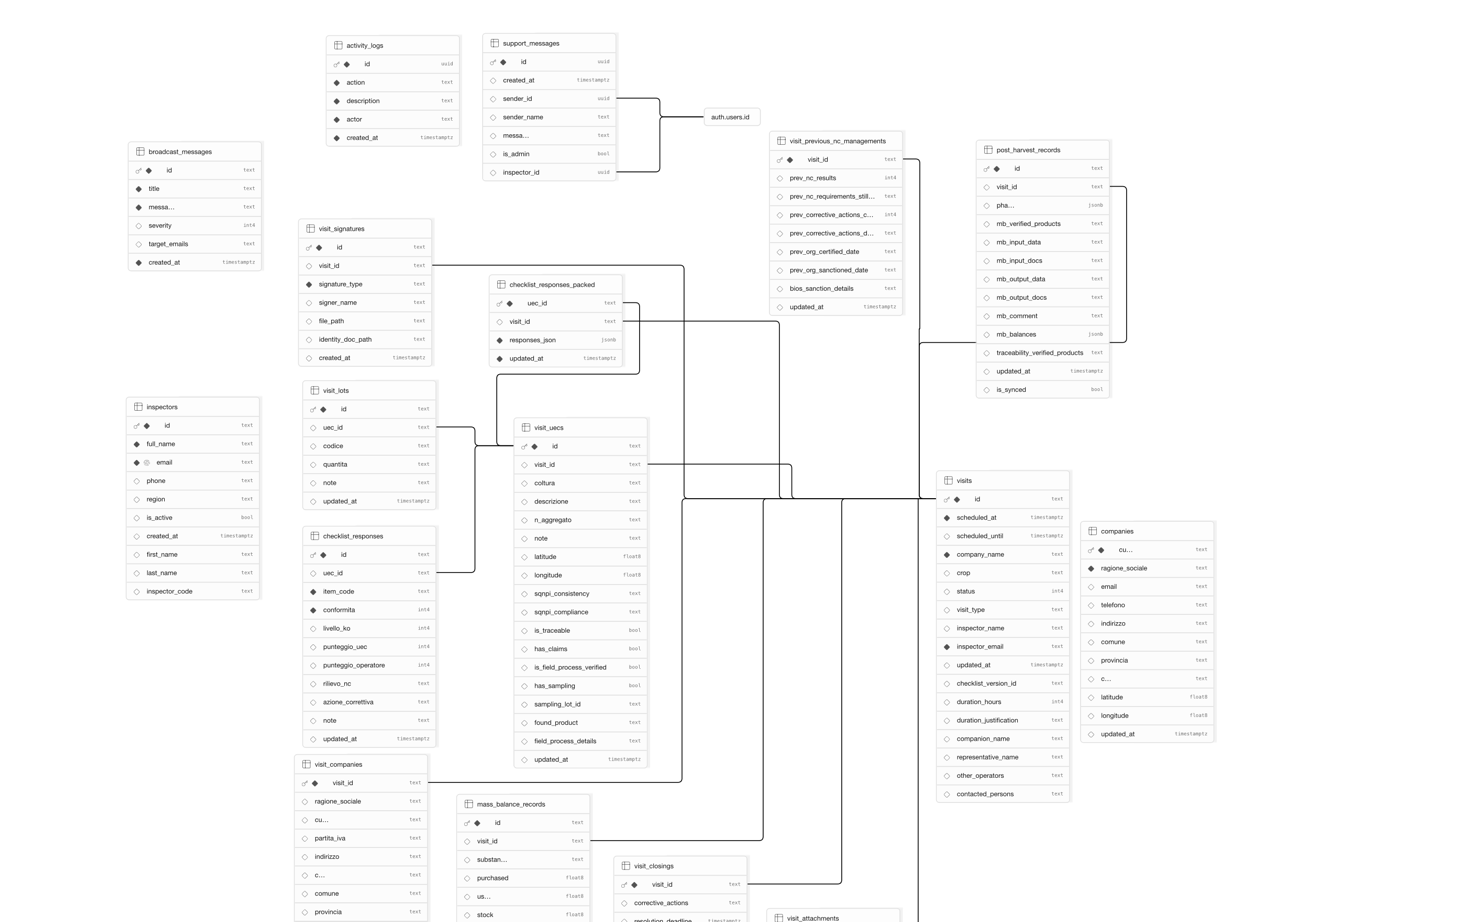 activity_logs
id uuid
action text
description text
actor text
created_at timestamptz
support_messages
id uuid
created_at timestamptz
sender_id uuid
sender_name text
messa... text
is_admin bool
inspector_id uuid
auth.users.id
broadcast_messages
id text
title text
messa... text
severity int4
target_emails text
created_at timestamptz
visit_previous_nc_managements
visit_id text
prev_nc_results int4
prev_nc_requirements_still... text
prev_corrective_actions_c... int4
prev_corrective_actions_d... text
prev_org_certified_date text
prev_org_sanctioned_date text
bios_sanction_details text
updated_at timestamptz
post_harvest_records
id text
visit_id text
pha... jsonb
mb_verified_products text
mb_input_data text
mb_input_docs text
mb_output_data text
mb_output_docs text
mb_comment text
mb_balances jsonb
traceability_verified_products text
updated_at timestamptz
is_synced bool
visit_signatures
id text
visit_id text
signature_type text
signer_name text
file_path text
identity_doc_path text
created_at timestamptz
checklist_responses_packed
uec_id text
visit_id text
responses_json jsonb
updated_at timestamptz
visit_lots
id text
uec_id text
codice text
quantita text
note text
updated_at timestamptz
inspectors
id text
full_name text
email text
phone text
region text
is_active bool
created_at timestamptz
first_name text
last_name text
inspector_code text
visit_uecs
id text
visit_id text
coltura text
descrizione text
n_aggregato text
note text
latitude float8
longitude float8
sqnpi_consistency text
sqnpi_compliance text
is_traceable bool
has_claims bool
is_field_process_verified bool
has_sampling bool
sampling_lot_id text
found_product text
field_process_details text
updated_at timestamptz
checklist_responses
id text
uec_id text
item_code text
conformita int4
livello_ko int4
punteggio_uec int4
punteggio_operatore int4
rilievo_nc text
azione_correttiva text
note text
updated_at timestamptz
visits
id text
scheduled_at timestamptz
scheduled_until timestamptz
company_name text
crop text
status int4
visit_type text
inspector_name text
inspector_email text
updated_at timestamptz
checklist_version_id text
duration_hours int4
duration_justification text
companion_name text
representative_name text
other_operators text
contacted_persons text
companies
cu... text
ragione_sociale text
email text
telefono text
indirizzo text
comune text
provincia text
c... text
latitude float8
longitude float8
updated_at timestamptz
visit_companies
visit_id text
ragione_sociale text
cu... text
partita_iva text
indirizzo text
c... text
comune text
provincia text
mass_balance_records
id text
visit_id text
substan... text
purchased float8
us... float8
stock float8
visit_closings
visit_id text
corrective_actions text
resolution_deadline timestamptz
visit_attachments